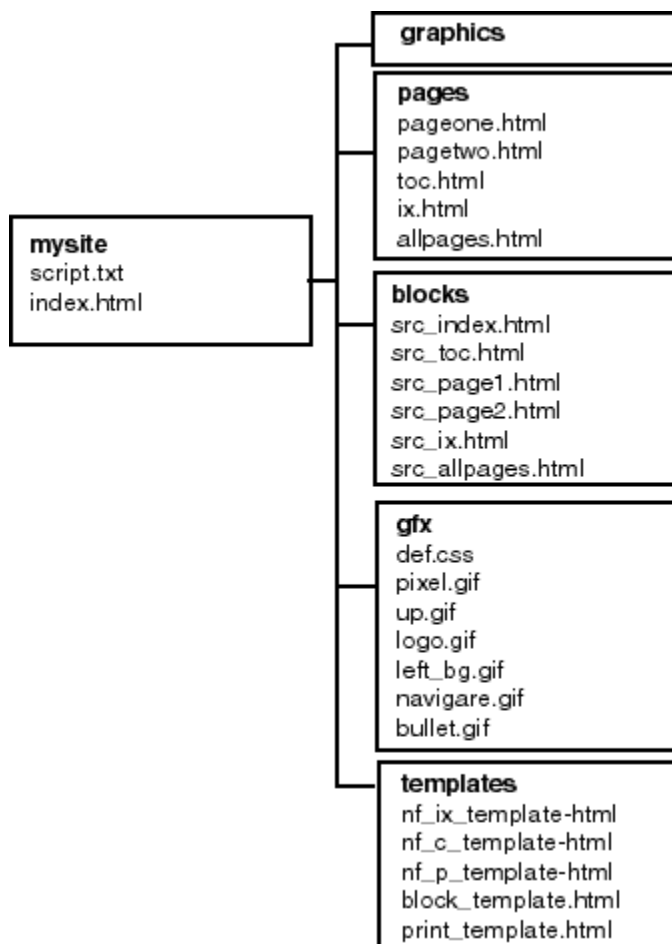 graphics
pages
pageone.html
pagetwo.html
toc.html
ix.html
allpages.html
mysite
script.txt
index.html
blocks
src_index.html
src_toc.html
src_page1.html
src_page2.html
src_ix.html
src_allpages.html
gfx
def.css
pixel.gif
up.gif
logo.gif
left_bg.gif
navigare.gif
bullet.gif
templates
nf_ix_template-html
nf_c_template-html
nf_p_template-html
block_template.html
print_template.html